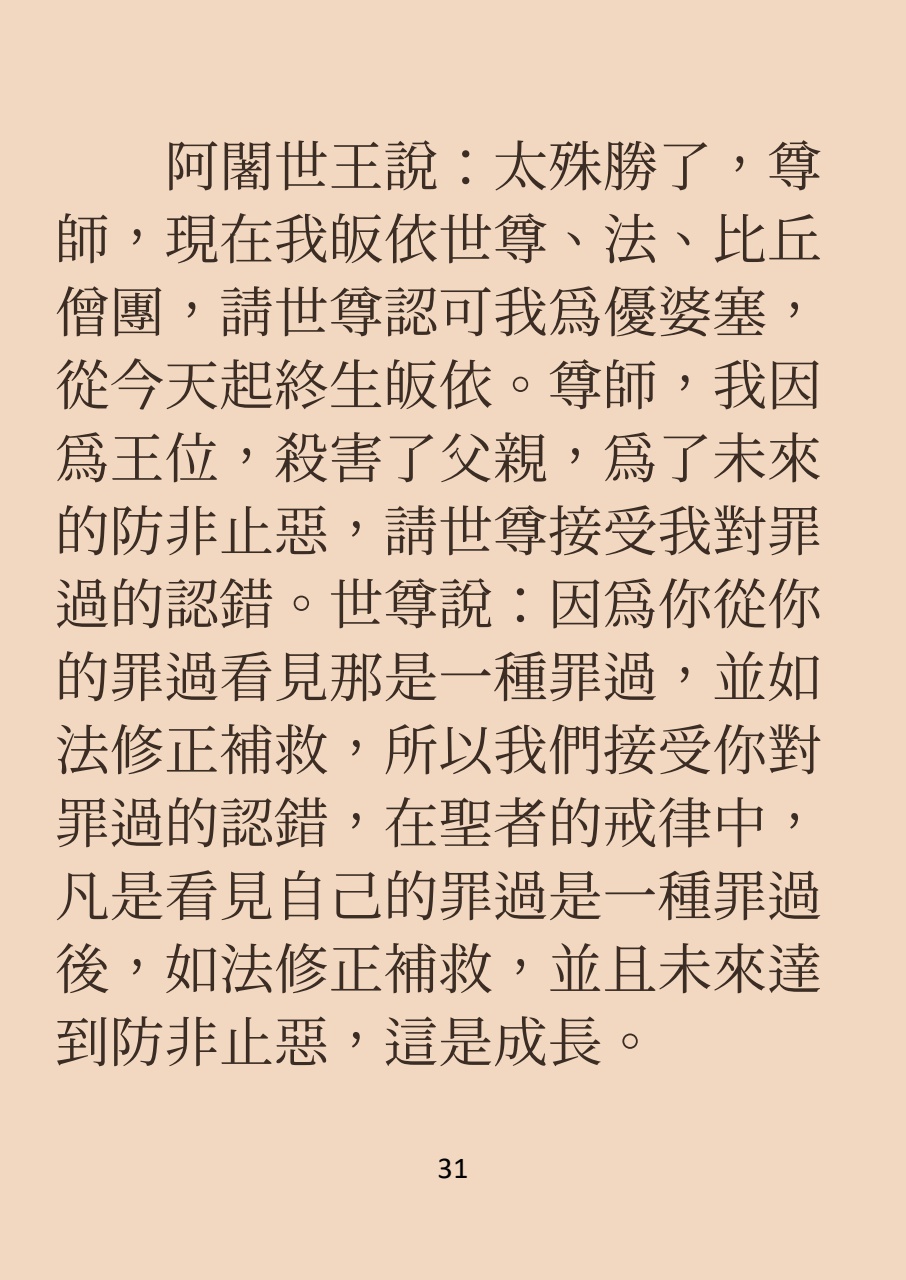 阿闍世王說：太殊勝了，尊
師，現在我皈依世尊、法、比丘
僧團，請世尊認可我爲優婆塞，
從今天起終生皈依。尊師，我因
爲王位，殺害了父親，爲了未來
的防非止惡，請世尊接受我對罪
過的認錯。世尊說：因爲你從你
的罪過看見那是一種罪過，並如
法修正補救，所以我們接受你對
罪過的認錯，在聖者的戒律中，
凡是看見自己的罪過是一種罪過
後，如法修正補救，並且未來達
到防非止惡，這是成長。
31